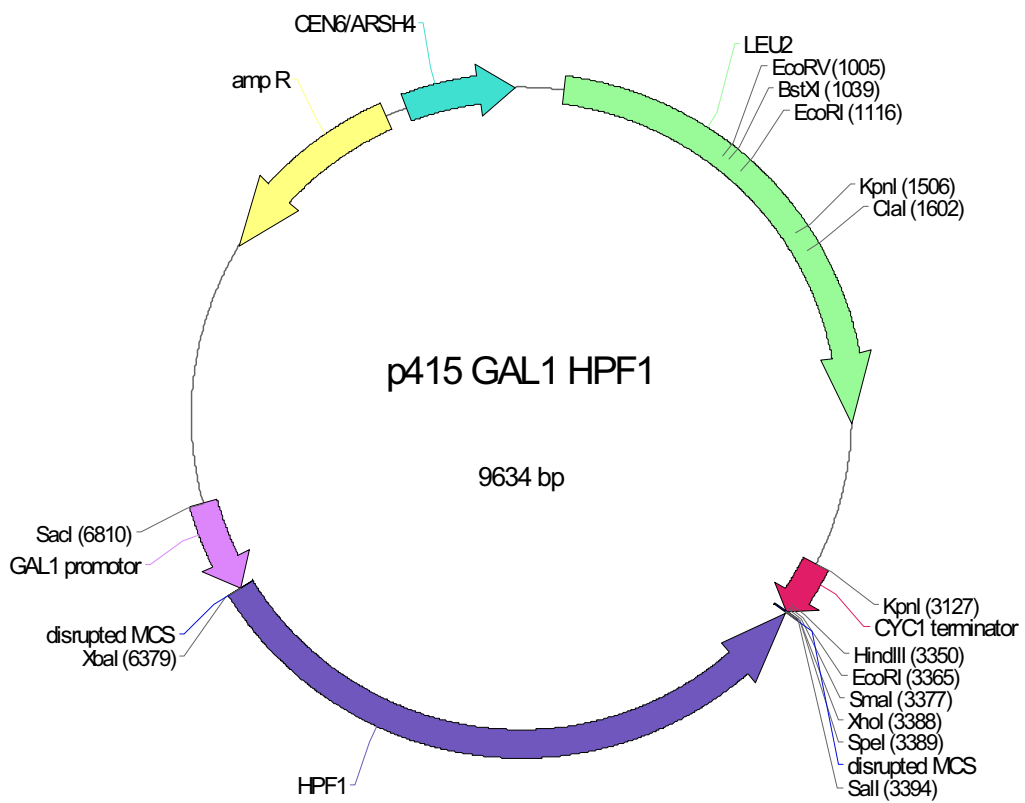 CEN6/ARSH4
LEU2
EcoRV (1005)
amp R
BstXI (1039)
EcoRI (1116)
KpnI (1506)
ClaI (1602)
p415 GAL1 HPF1
9634 bp
SacI (6810)
GAL1 promotor
disrupted MCS
XbaI (6379)
KpnI (3127)
CYC1 terminator
HindIII (3350)
EcoRI (3365)
SmaI (3377)
XhoI (3388)
SpeI (3389)
disrupted MCS
SalI (3394)
HPF1